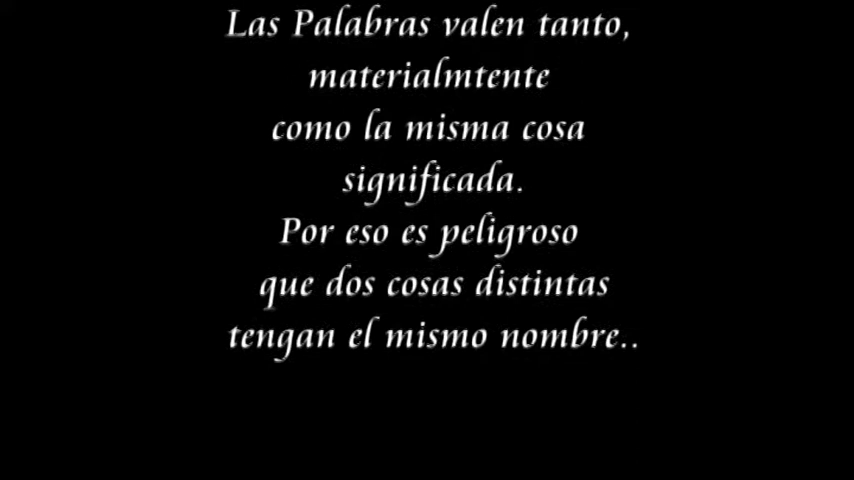 Las Palabras valen tanto,
materialmtente
como la misma cosa
significada.
Por eso es peligroso
que dos cosas distintas
tengan el mismo nombre..